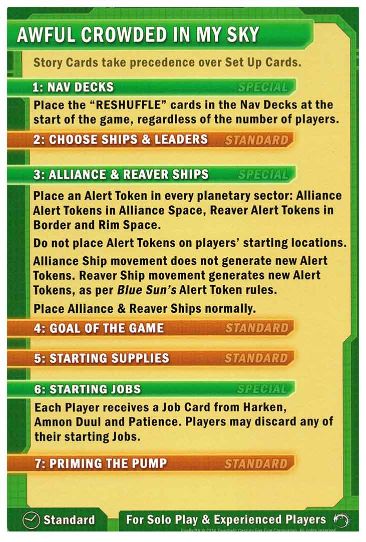 AWFUL CROWDED IN MY SKY
Story Cards take precedence over Set Up Cards.
1: NAV DECKS SPECIAL
Place the “RESHUFFLE” cards in the Nav Decks at the
start of the game, regardless of the number of players.
2: CHOOSE SHIPS & LEADERS STANDARD
3: ALLIANCE & REAVER SHIPS SPECIAL
Place an Alert Token in every planetary sector: Alliance
Alert Tokens in Alliance Space, Reaver Alert Tokens in
Border and Rim Space.
Do not place Alert Tokens on players’ starting locations.
Alliance Ship movement does not generate new Alert
Tokens. Reaver Ship movement generates new Alert
Tokens, as per Blue Sun’s Alert Token rules.
Place Alliance & Reaver Ships normally.
4: GOAL OF THE GAME STANDARD
5: STARTING SUPPLIES STANDARD
6: STARTING JOBS SPECIAL
Each Player receives a Job Card from Harken,
Amnon Duul and Patience. Players may discard any of
their starting Jobs.
7: PRIMING THE PUMP STANDARD
Standard For Solo Play & Experienced Players